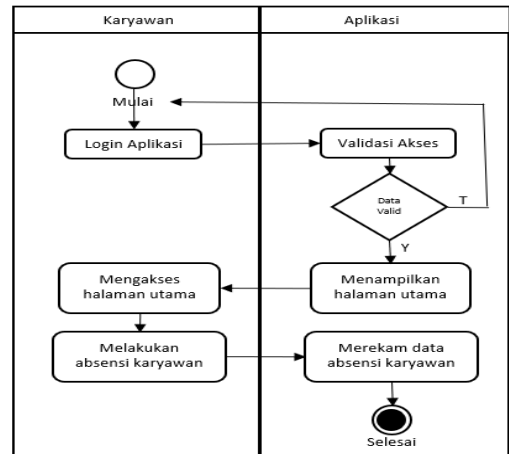 Karyawan
Aplikasi
Mulai
Login Aplikasi
Validasi Akses
Data
Valid
T
Y
Menampilkan
halaman utama
Mengakses
halaman utama
Melakukan
absensi karyawan
Merekam data
absensi karyawan
Selesai